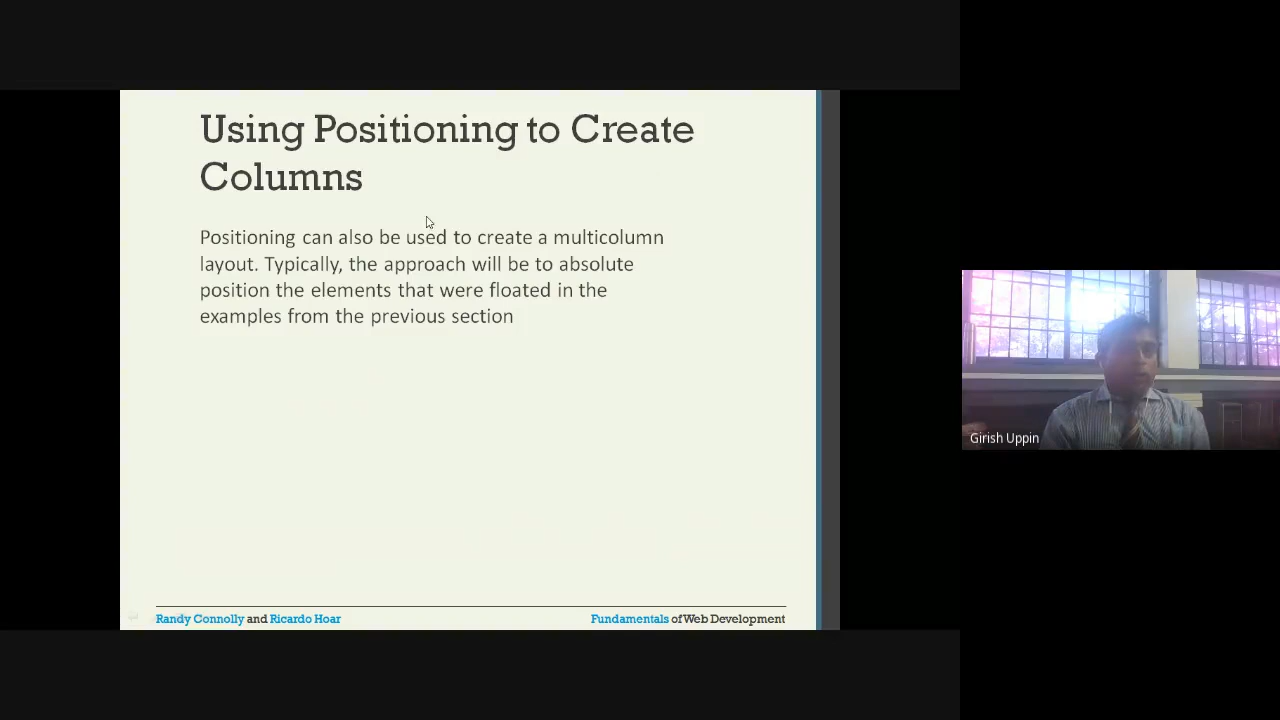 Using Positioning to Create
Columns
Positioning can also be used to create a multicolumn
layout. Typically, the approach will be to absolute
position the elements that were floated in the
examples from the previous section
Girish Uppin
Randy Connolly and Ricardo Hoar
Fundamentals of Web Development